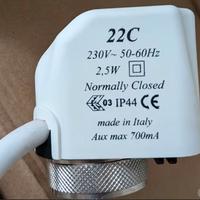 22C
230V~ 50-60Hz
2,5W
Normally Closed
03 IP44 CE
made in Italy
Aux max 700mA